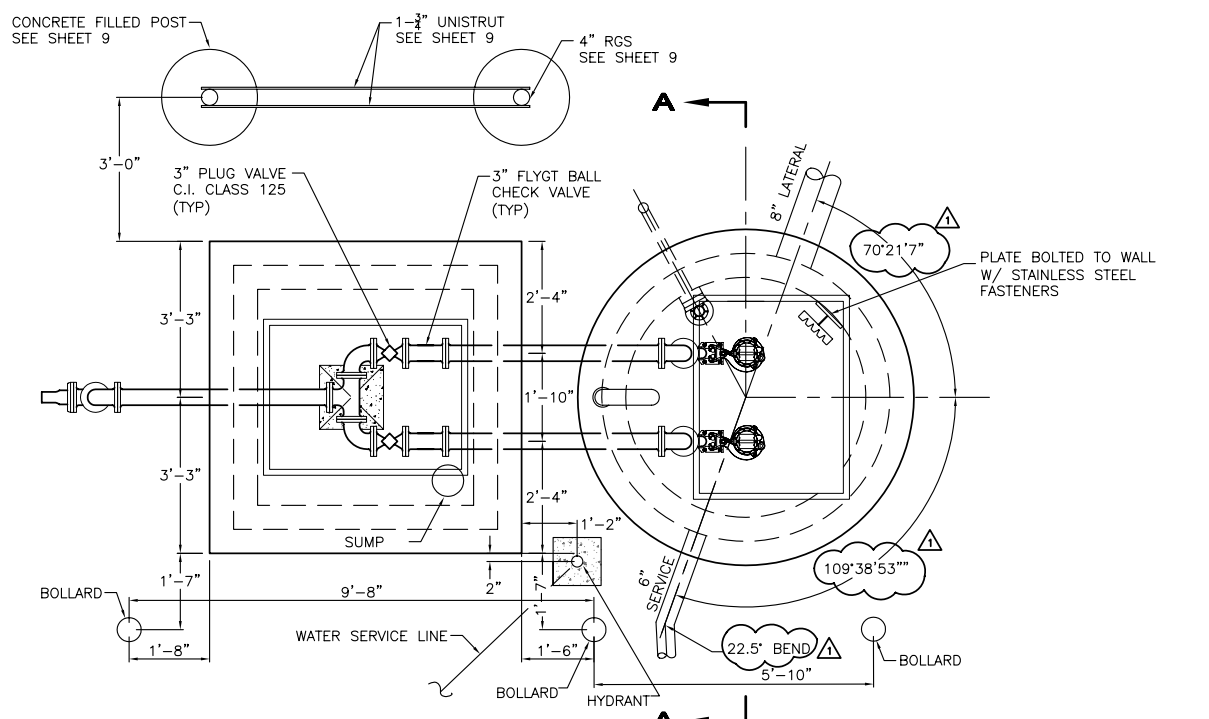 CONCRETE FILLED POST
SEE SHEET 9
1-3/4" UNISTRUT
SEE SHEET 9
4" RGS
SEE SHEET 9
A
3'-0"
3" PLUG VALVE
C.I. CLASS 125
(TYP)
3" FLYGT BALL
CHECK VALVE
(TYP)
8" LATERAL
1
70°21'7"
PLATE BOLTED TO WALL
W/ STAINLESS STEEL
FASTENERS
3'-3"
2'-4"
1'-10"
3'-3"
2'-4"
1'-2"
SUMP
1'-7"
2"
1'-7"
6"
SERVICE
1
109°38'53""
BOLLARD
9'-8"
WATER SERVICE LINE
22.5° BEND
1
1'-8"
1'-6"
5'-10"
BOLLARD
BOLLARD
HYDRANT
A